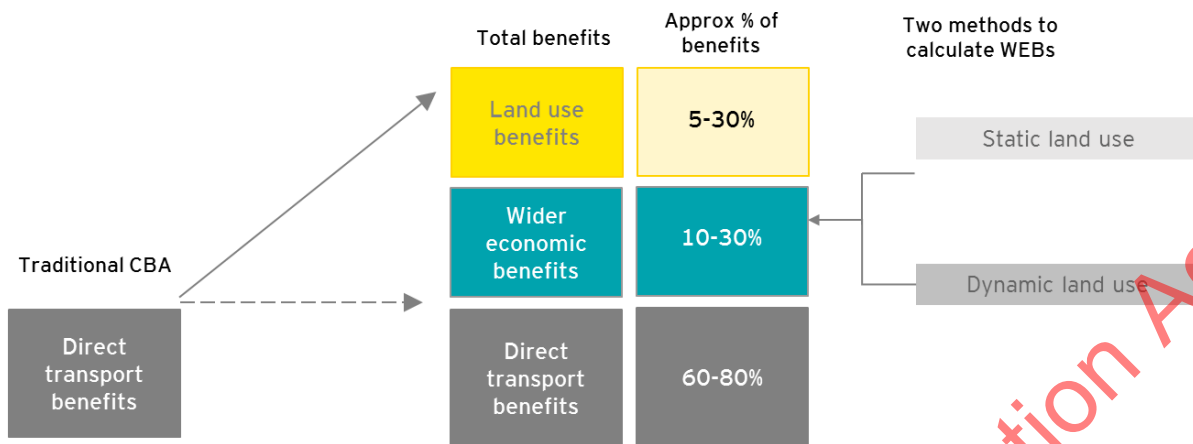 Total benefits
Approx % of
benefits
Two methods to
calculate WEBs
Land use
benefits
5-30%
Static land use
Wider
economic
benefits
10-30%
Traditional CBA
Dynamic land use
Direct
transport
benefits
Direct
transport
benefits
60-80%
tion